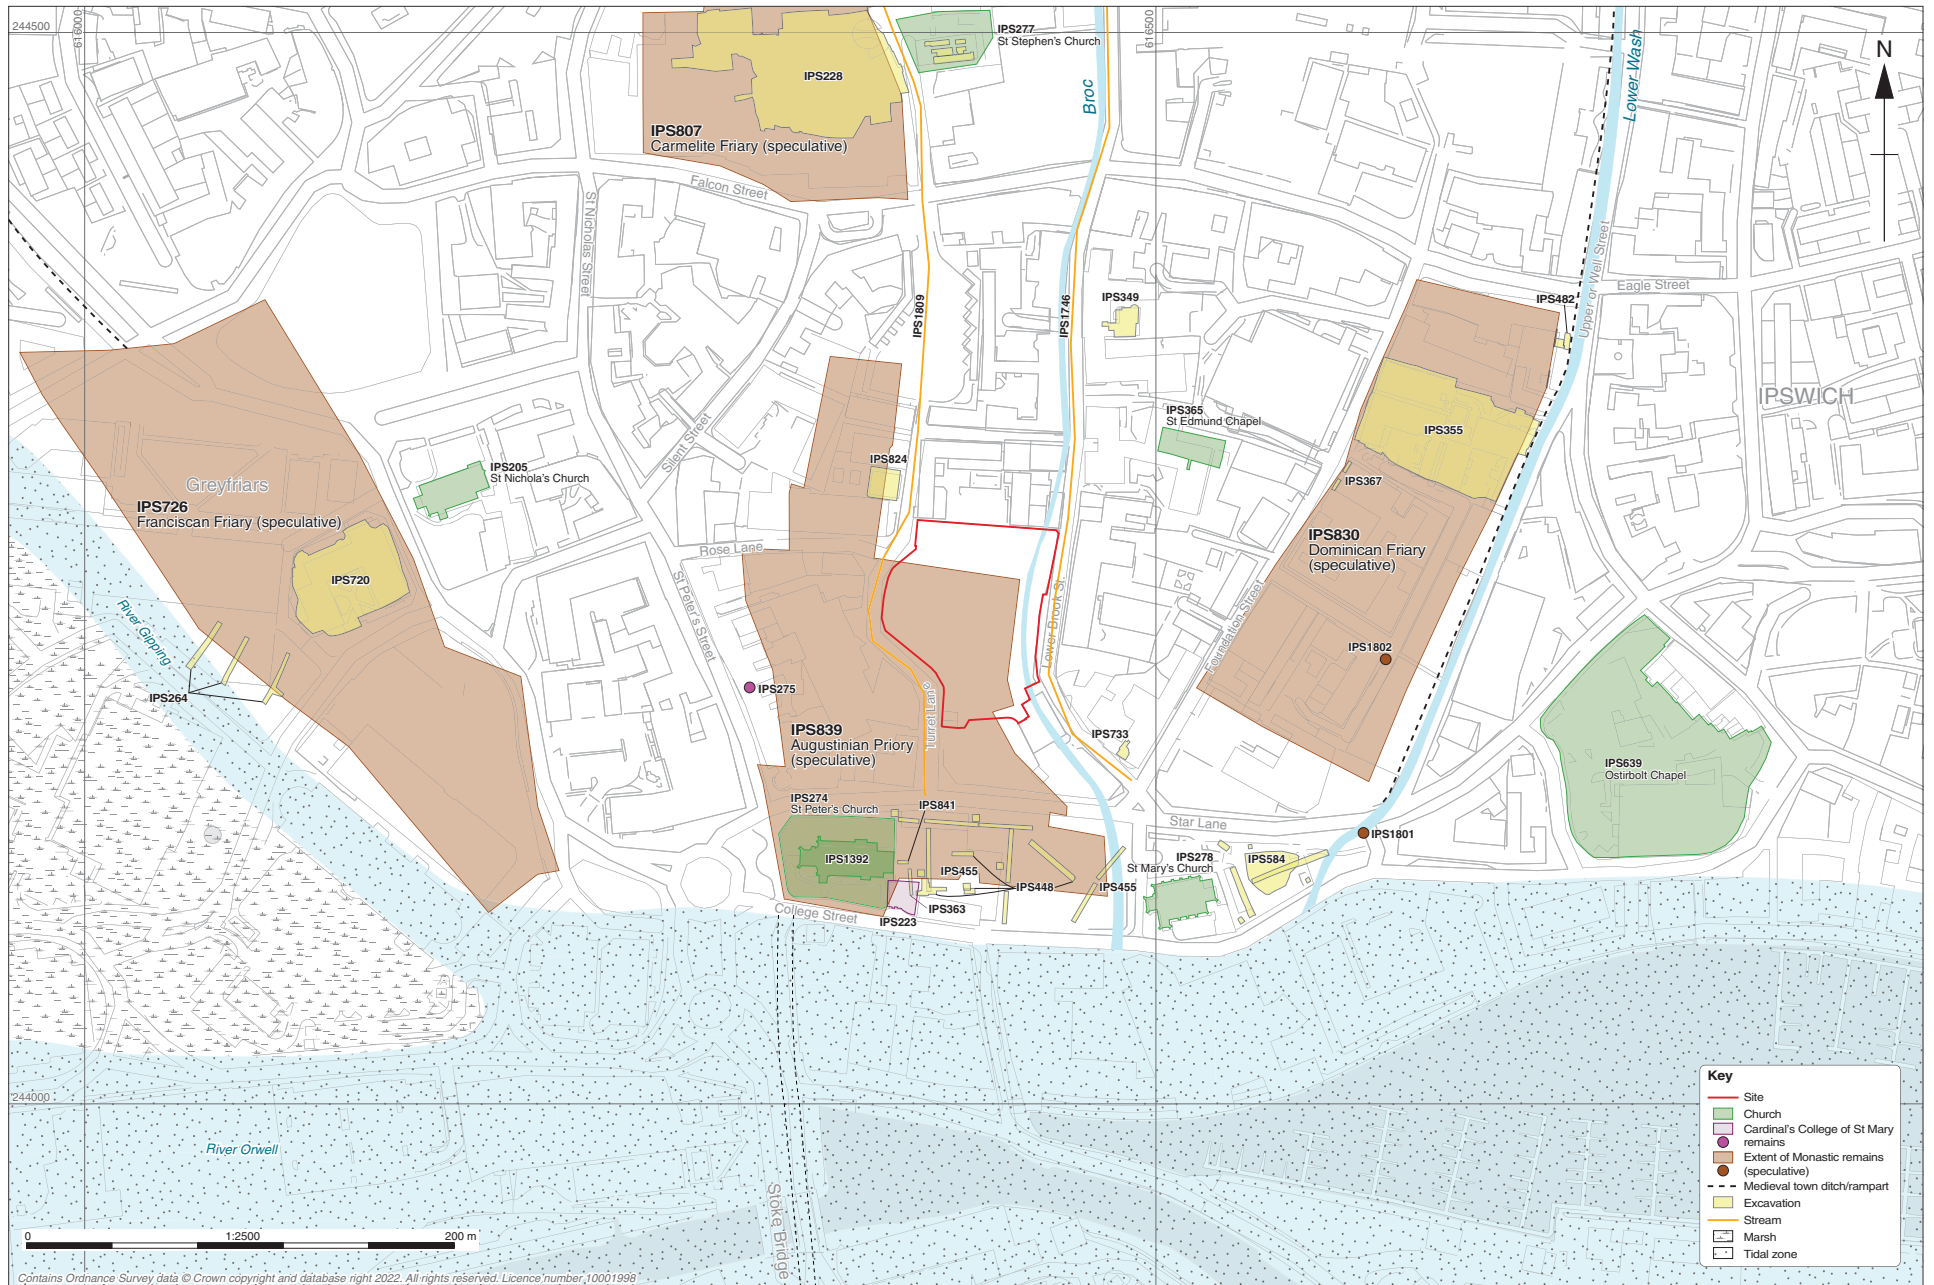 244500
616000
616500
IPS277
St Stephen's Church
Broc
Lower Wash
N
IPS228
IPS807
Carmelite Friary (speculative)
Falcon Street
St Nicholas Street
IPS1809
IPS1746
IPS349
Upper or Well Street
Eagle Street
IPS482
IPSWICH
IPS365
St Edmund Chapel
IPS355
IPS367
Silent Street
IPS824
IPS205
St Nichola's Church
Greyfriars
IPS726
Franciscan Friary (speculative)
IPS720
Rose Lane
St Peter's Street
IPS830
Dominican Friary
(speculative)
River Gipping
Lower Brook St.
Foundation Street
IPS1802
IPS264
IPS275
IPS839
Augustinian Priory
(speculative)
Turret Lan
IPS733
IPS639
Ostirbolt Chapel
IPS274
St Peter's Church
IPS841
Star Lane
IPS1801
IPS1392
IPS455
IPS448
IPS455
IPS278
St Mary's Church
IPS584
IPS363
College Street
IPS223
244000
River Orwell
Stoke Bridge
Key
Site
Church
Cardinal's College of St Mary
remains
Extent of Monastic remains
(speculative)
Medieval town ditch/rampart
Excavation
Stream
Marsh
Tidal zone
0
1:2500
200 m
Contains Ordnance Survey data © Crown copyright and database right 2022. All rights reserved. Licence number 10001998